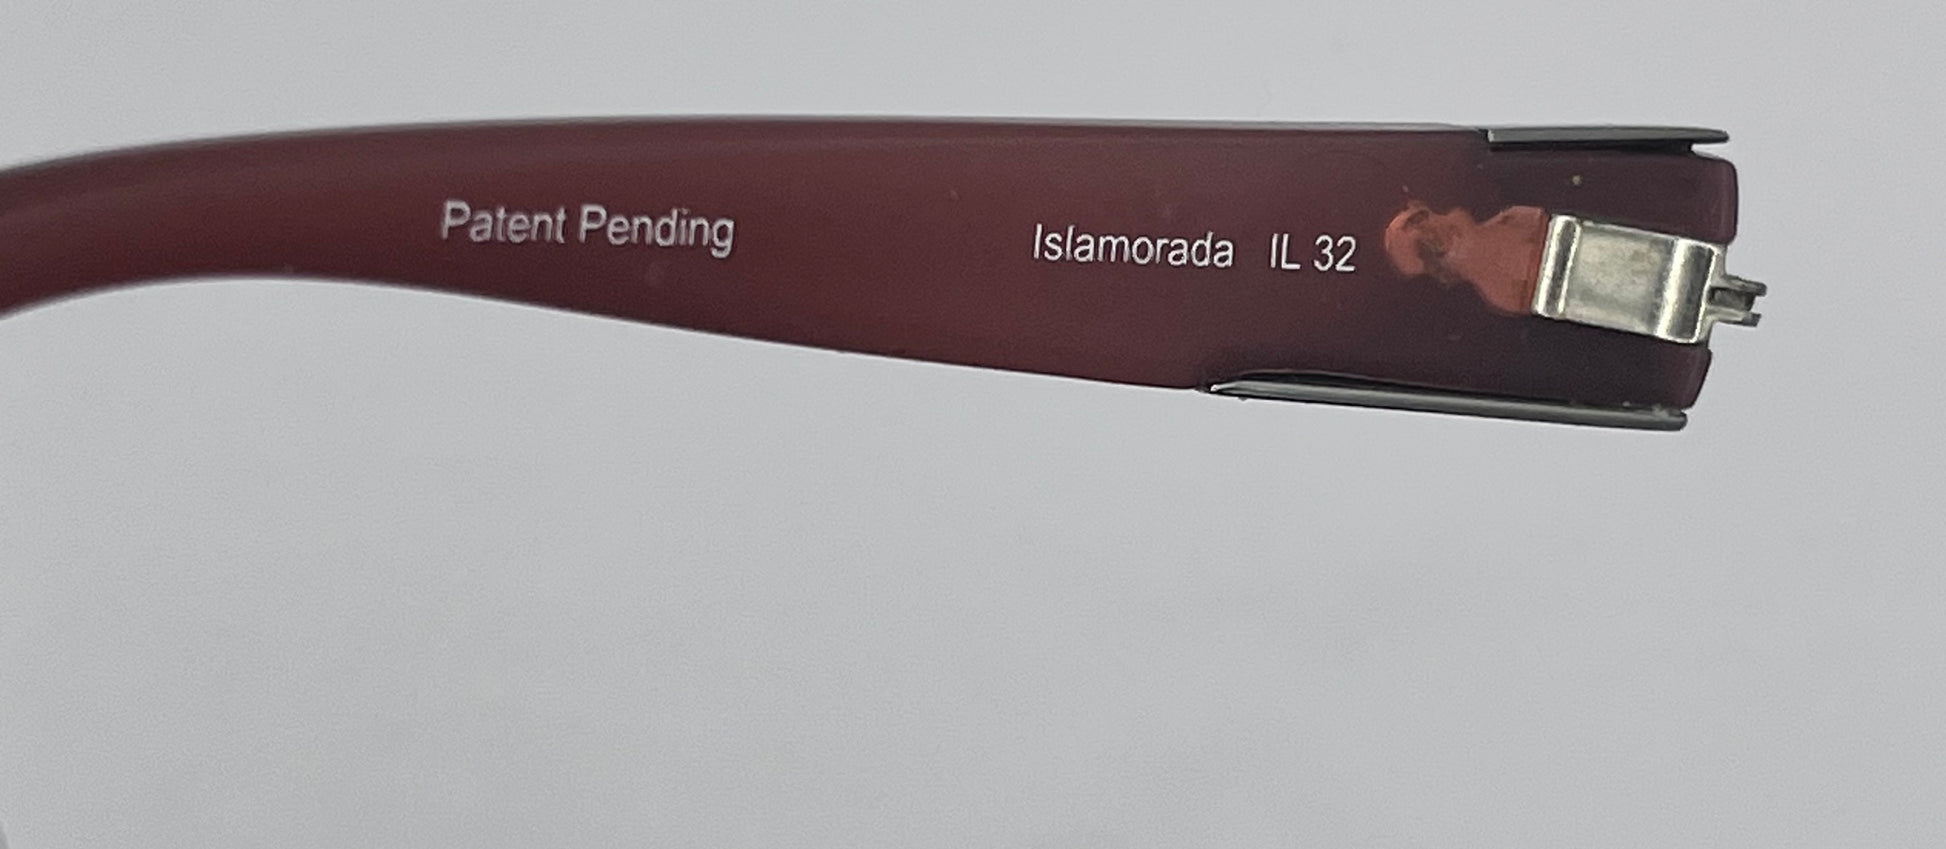 Patent Pending
Islamorada IL 32